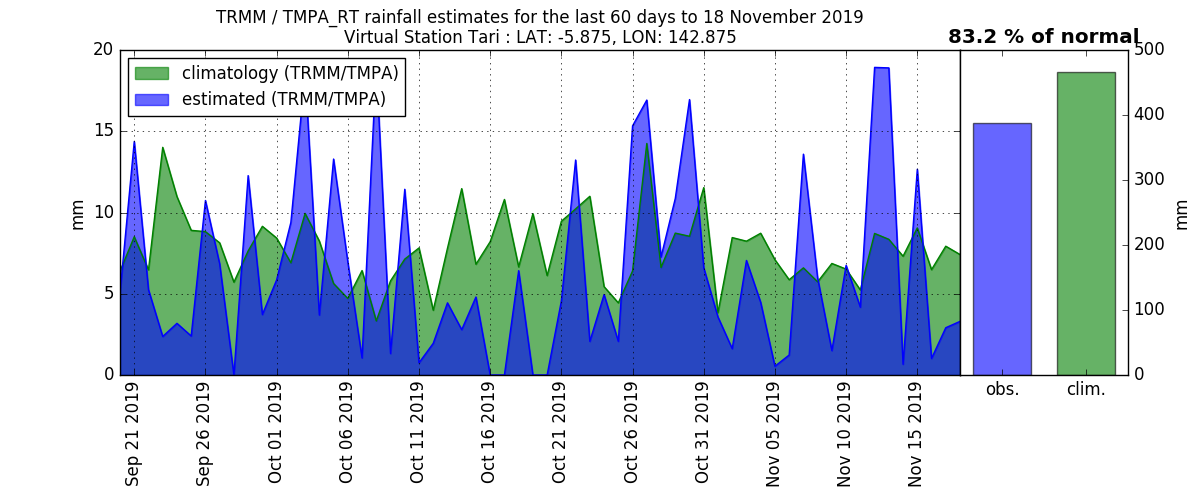 TRMM / TMPA_RT rainfall estimates for the last 60 days to 18 November 2019
Virtual Station Tari : LAT: -5.875, LON: 142.875
83.2 % of normal
climatology (TRMM/TMPA)
estimated (TRMM/TMPA)
20
15
10
5
0
mm
Sep 21 2019
Sep 26 2019
Oct 01 2019
Oct 06 2019
Oct 11 2019
Oct 16 2019
Oct 21 2019
Oct 26 2019
Oct 31 2019
Nov 05 2019
Nov 10 2019
Nov 15 2019
500
400
300
200
100
0
mm
obs.
clim.